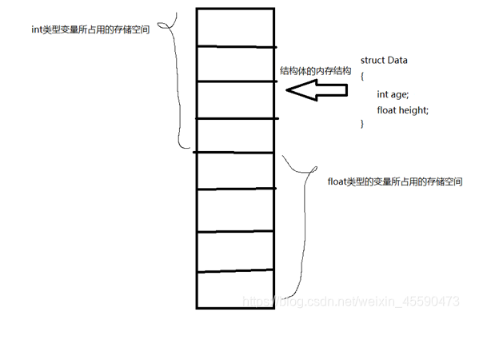 int类型变量所占用的存储空间
结构体的内存结构
struct Data
{
int age;
float height;
}
float类型的变量所占用的存储空间
https://blog.csdn.net/weixin_45590473